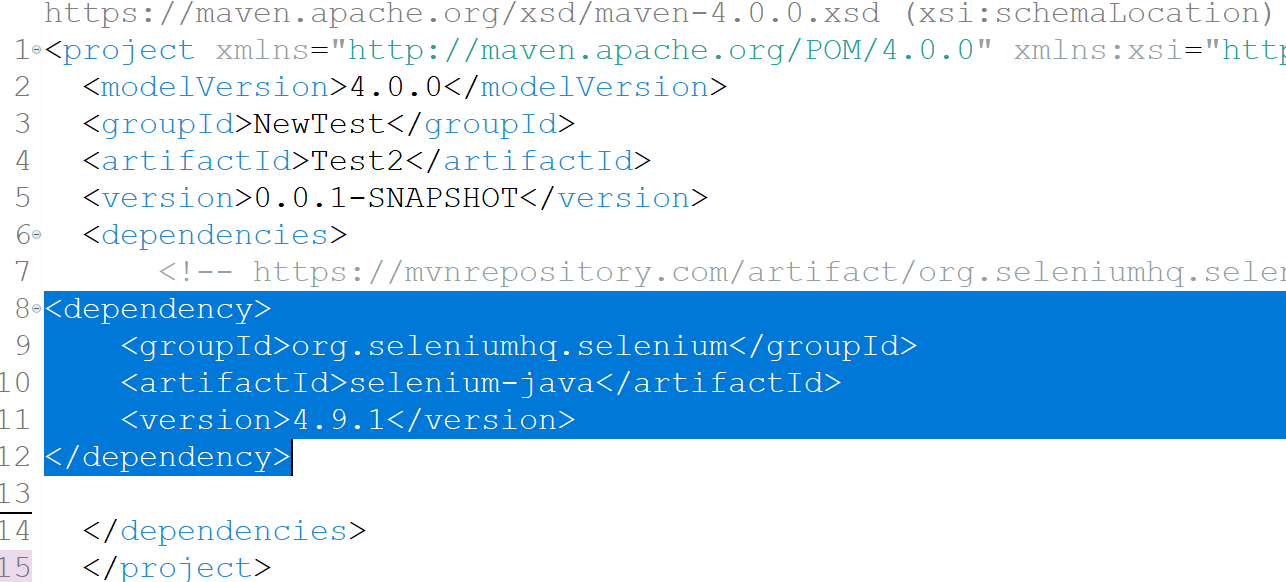 https://maven.apache.org/xsd/maven-4.0.0.xsd (xsi:schemaLocation)
1 <project xmlns="http://maven.apache.org/POM/4.0.0" xmlns:xsi="http
2 <modelVersion>4.0.0</modelVersion>
3 <groupId>NewTest</groupId>
4 <artifactId>Test2</artifactId>
5 <version>0.0.1-SNAPSHOT</version>
6 <dependencies>
7 <!-- https://mvnrepository.com/artifact/org.seleniumhq.selen
8 <dependency>
9 <groupId>org.seleniumhq.selenium</groupId>
10 <artifactId>selenium-java</artifactId>
11 <version>4.9.1</version>
12 </dependency>
13
14 </dependencies>
15 </project>